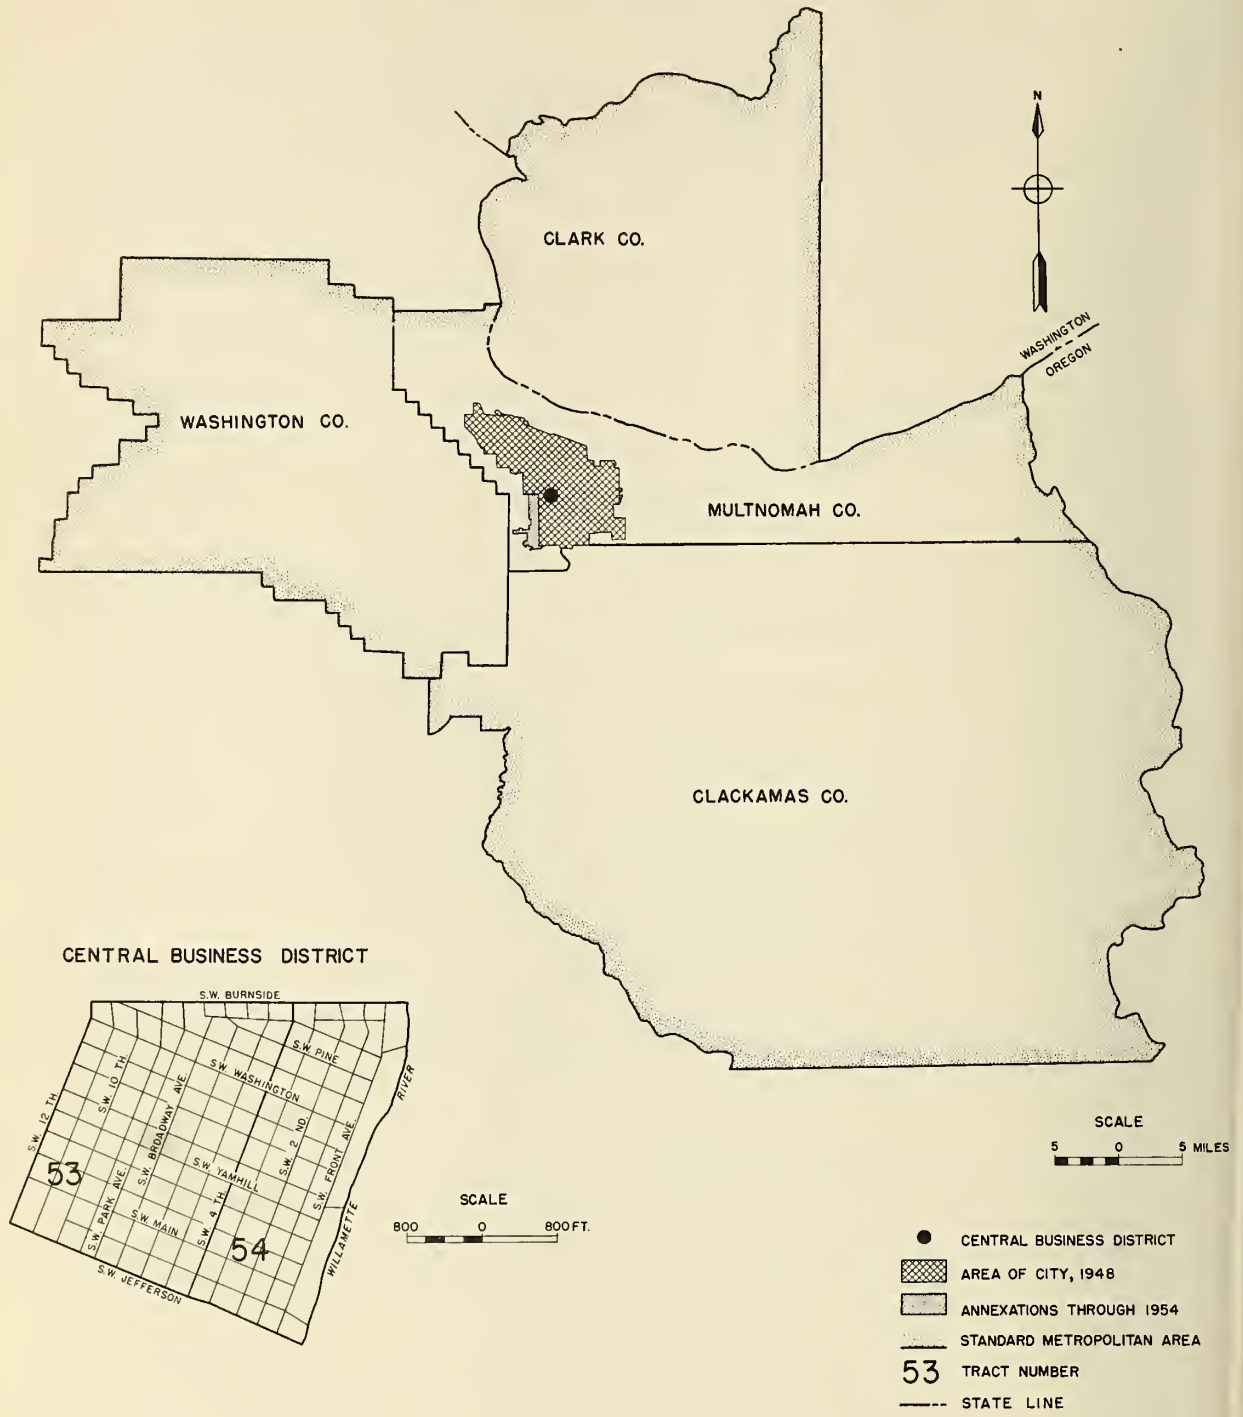 N
CLARK CO.
WASHINGTON
OREGON
WASHINGTON CO.
MULTNOMAH CO.
CLACKAMAS CO.
CENTRAL BUSINESS DISTRICT
S.W. BURNSIDE
S.W. PINE
S.W. WASHINGTON
S.W. 10 TH.
S.W. BROADWAY AVE.
S.W. 12 TH
RIVER
S.W. 2 ND.
S.W. FRONT AVE.
S.W. YAMHILL
53
S.W. PARK AVE.
S.W. MAIN
S.W. 4 TH.
54
WILLAMETTE
S.W. JEFFERSON
SCALE
800 0 800 FT.
SCALE
5 0 5 MILES
CENTRAL BUSINESS DISTRICT
AREA OF CITY, 1948
ANNEXATIONS THROUGH 1954
STANDARD METROPOLITAN AREA
53 TRACT NUMBER
STATE LINE